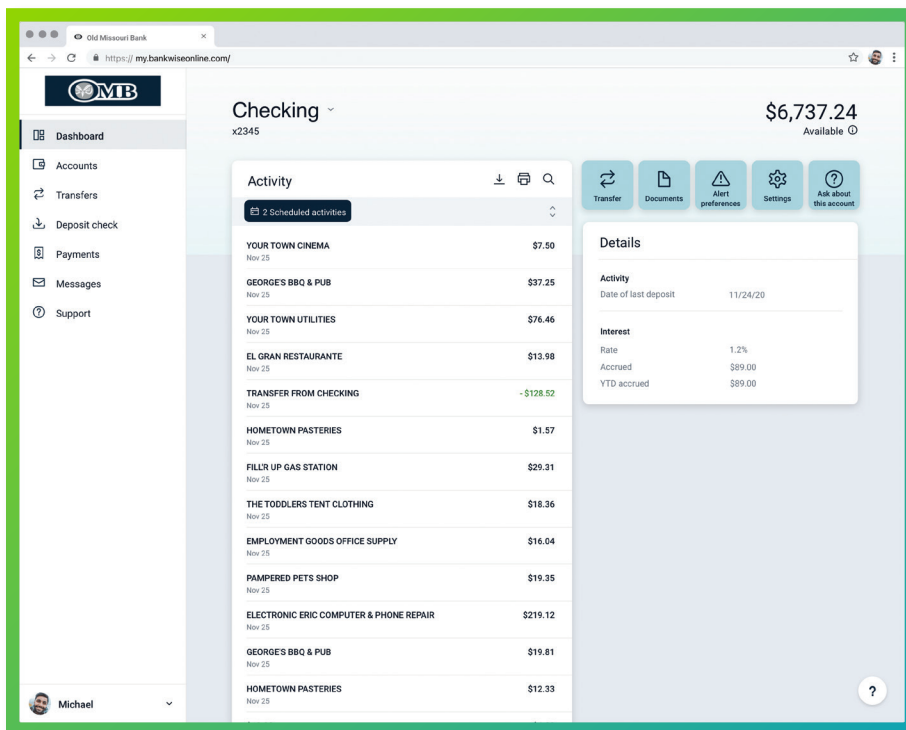 Old Missouri Bank
https:// my.bankwiseonline.com/
OMB
Dashboard
Accounts
Transfers
Deposit check
Payments
Messages
Support
Michael
Checking
x2345
$6,737.24
Available
Activity
2 Scheduled activities
YOUR TOWN CINEMA $7.50
Nov 25
GEORGE'S BBQ & PUB $37.25
Nov 25
YOUR TOWN UTILITIES $76.46
Nov 25
EL GRAN RESTAURANTE $13.98
Nov 25
TRANSFER FROM CHECKING - $128.52
Nov 25
HOMETOWN PASTERIES $1.57
Nov 25
FILL'R UP GAS STATION $29.31
Nov 25
THE TODDLERS TENT CLOTHING $18.36
Nov 25
EMPLOYMENT GOODS OFFICE SUPPLY $16.04
Nov 25
PAMPERED PETS SHOP $19.35
Nov 25
ELECTRONIC ERIC COMPUTER & PHONE REPAIR $219.12
Nov 25
GEORGE'S BBQ & PUB $19.81
Nov 25
HOMETOWN PASTERIES $12.33
Nov 25
Transfer
Documents
Alert
preferences
Settings
Ask about
this account
Details
Activity
Date of last deposit 11/24/20
Interest
Rate 1.2%
Accrued $89.00
YTD accrued $89.00
?